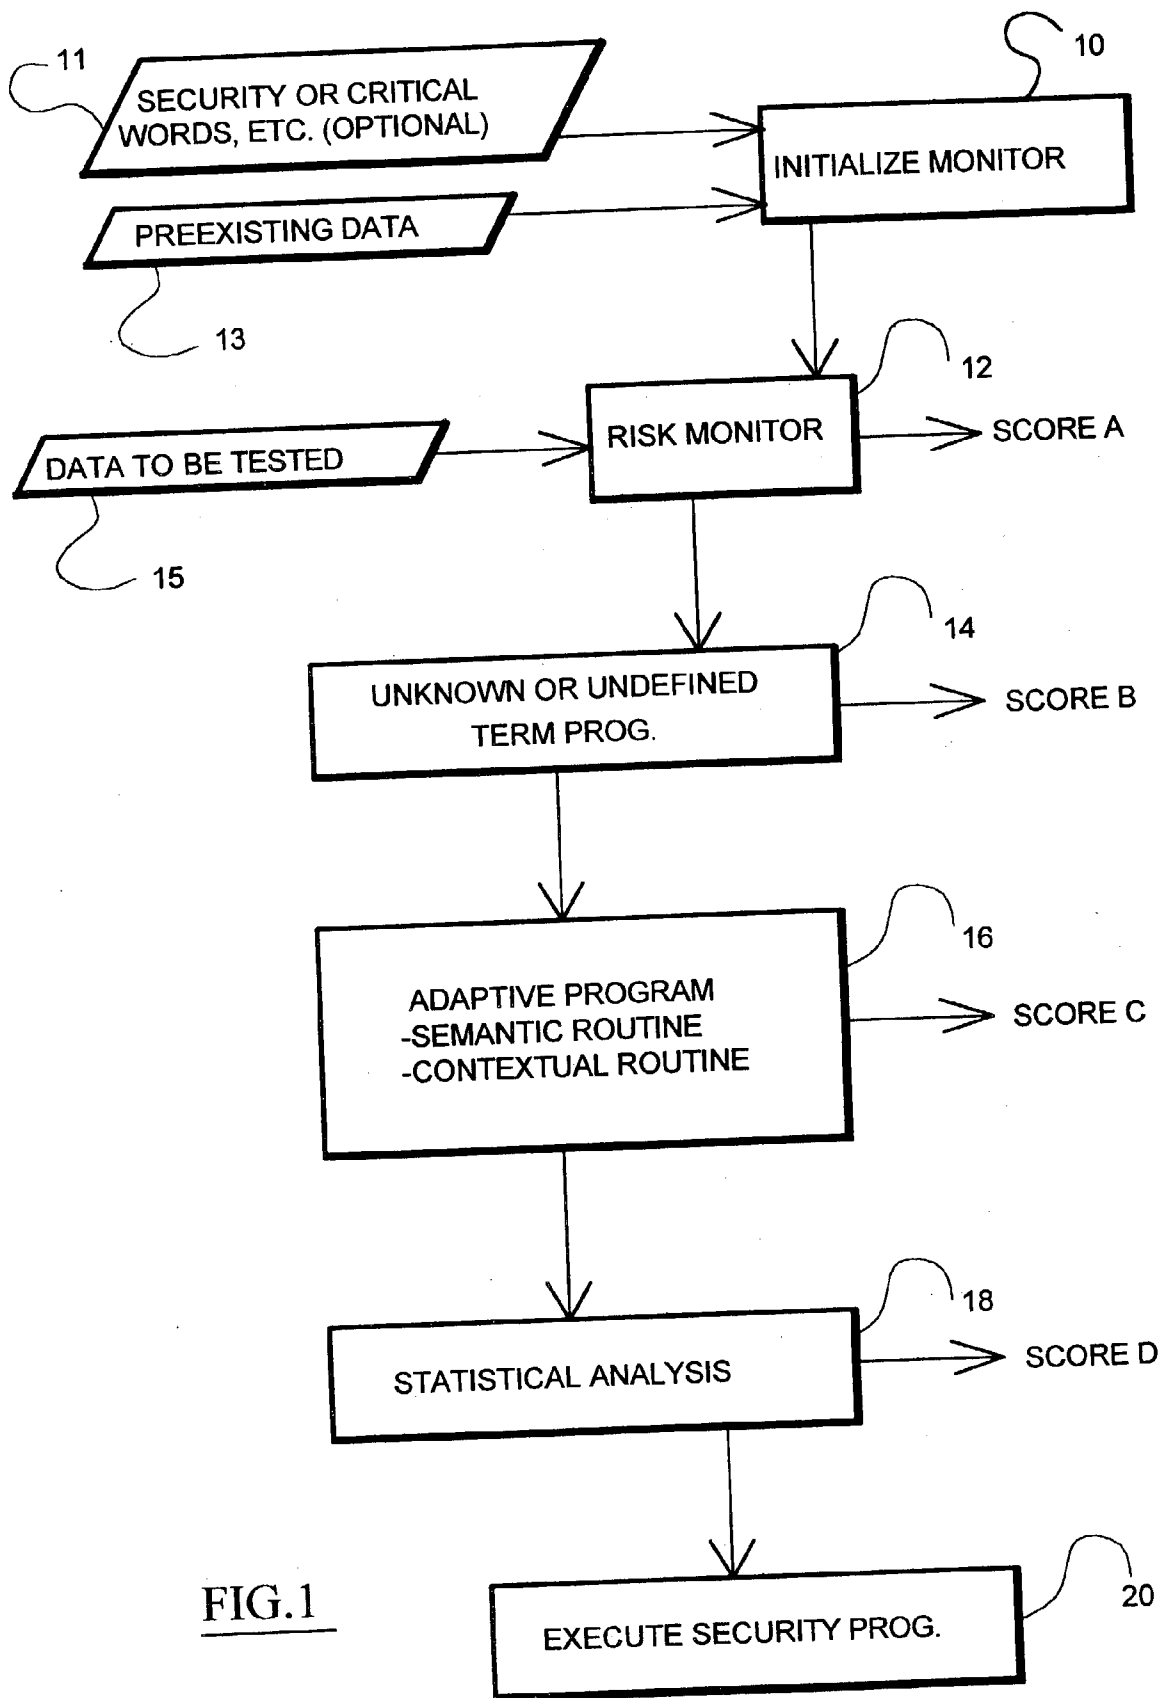 11
SECURITY OR CRITICAL
WORDS, ETC. (OPTIONAL)
10
INITIALIZE MONITOR
PREEXISTING DATA
13
12
RISK MONITOR
SCORE A
DATA TO BE TESTED
15
14
UNKNOWN OR UNDEFINED
TERM PROG.
SCORE B
16
ADAPTIVE PROGRAM
-SEMANTIC ROUTINE
-CONTEXTUAL ROUTINE
SCORE C
18
STATISTICAL ANALYSIS
SCORE D
20
EXECUTE SECURITY PROG.
FIG.1